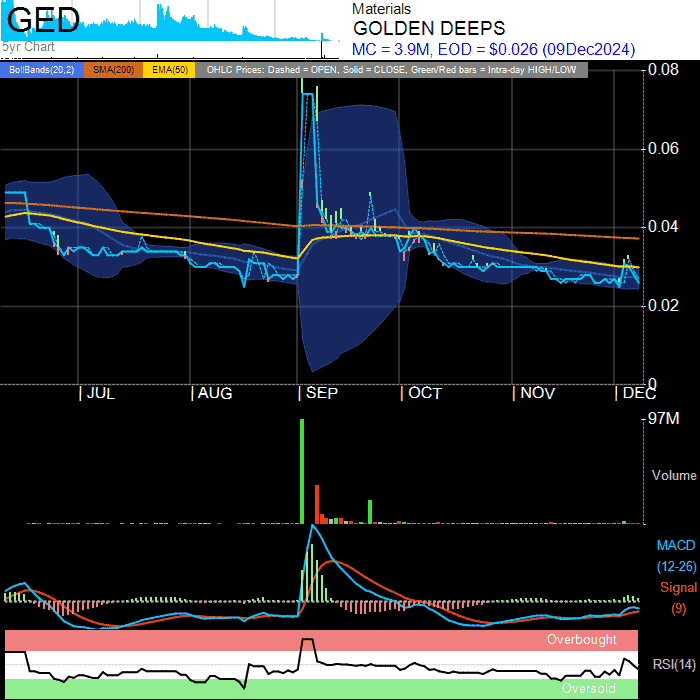 GED
5yr Chart
Materials
GOLDEN DEEPS
MC = 3.9M, EOD = $0.026 (09Dec2024)
BollBands(20,2) SMA(200) EMA(50) OHLC Prices: Dashed = OPEN, Solid = CLOSE, Green/Red bars = Intra-day HIGH/LOW
0.08
0.06
0.04
0.02
0
| JUL | AUG | SEP | OCT | NOV | DEC
97M
Volume
MACD
(12-26)
Signal
(9)
Overbought
RSI(14)
Oversold